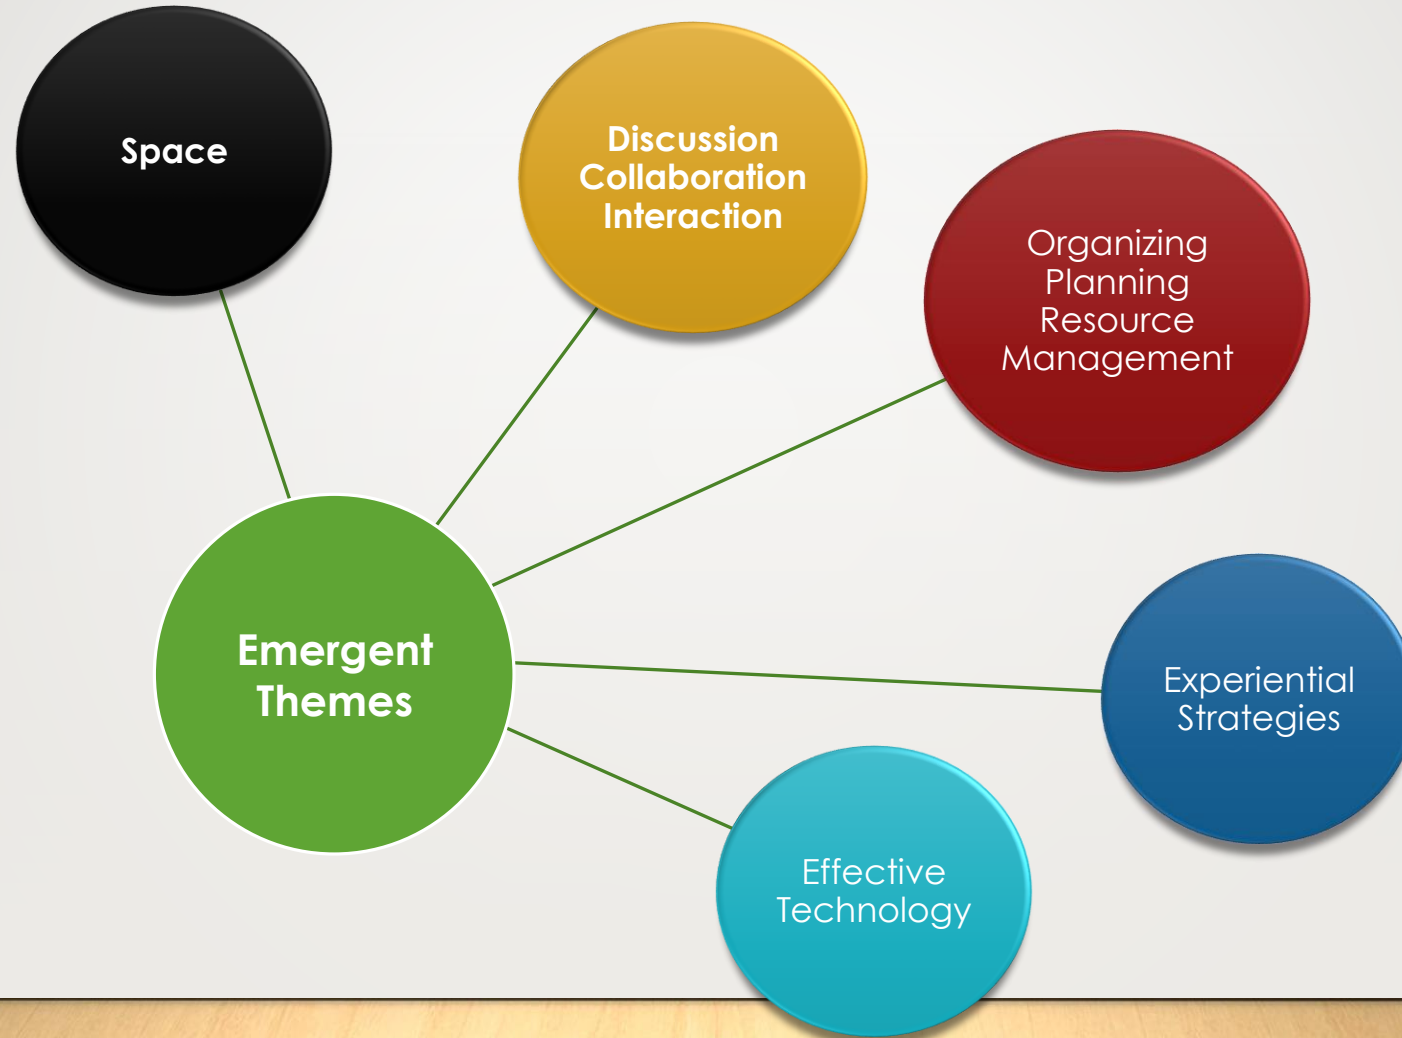 Space
Discussion
Collaboration
Interaction
Organizing
Planning
Resource
Management
Emergent
Themes
Experiential
Strategies
Effective
Technology